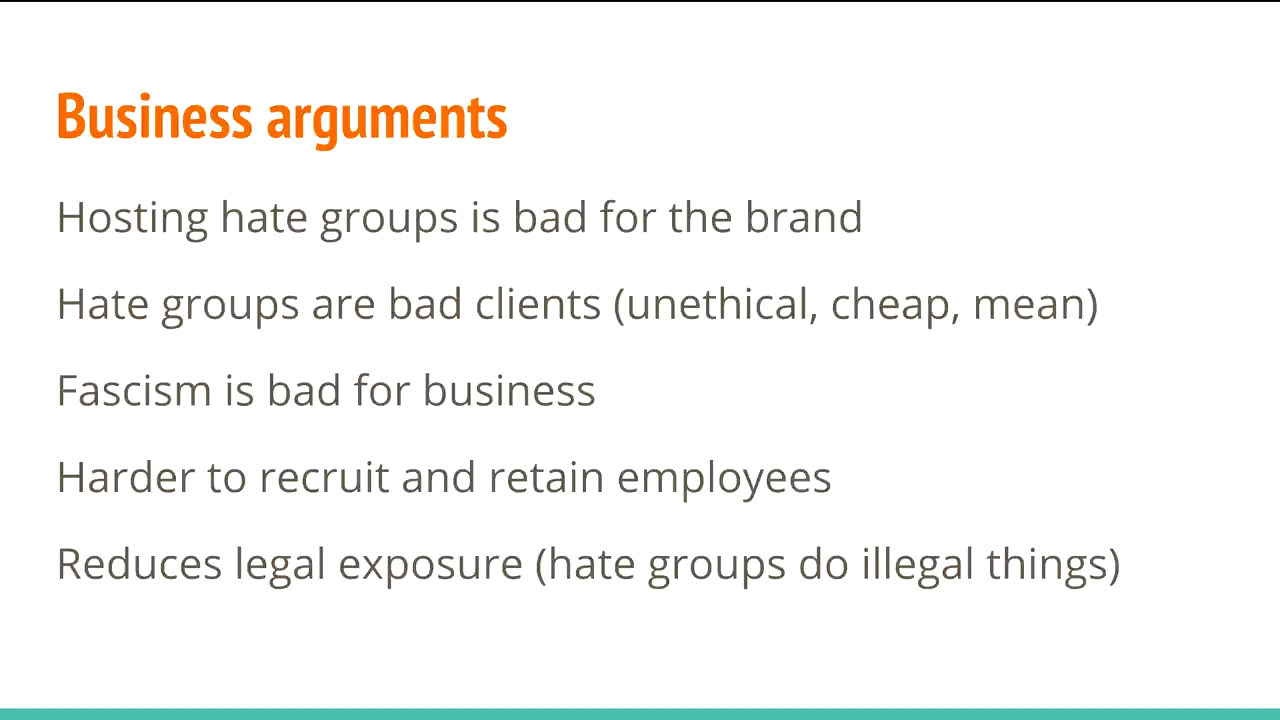 Business arguments
Hosting hate groups is bad for the brand
Hate groups are bad clients (unethical, cheap, mean)
Fascism is bad for business
Harder to recruit and retain employees
Reduces legal exposure (hate groups do illegal things)